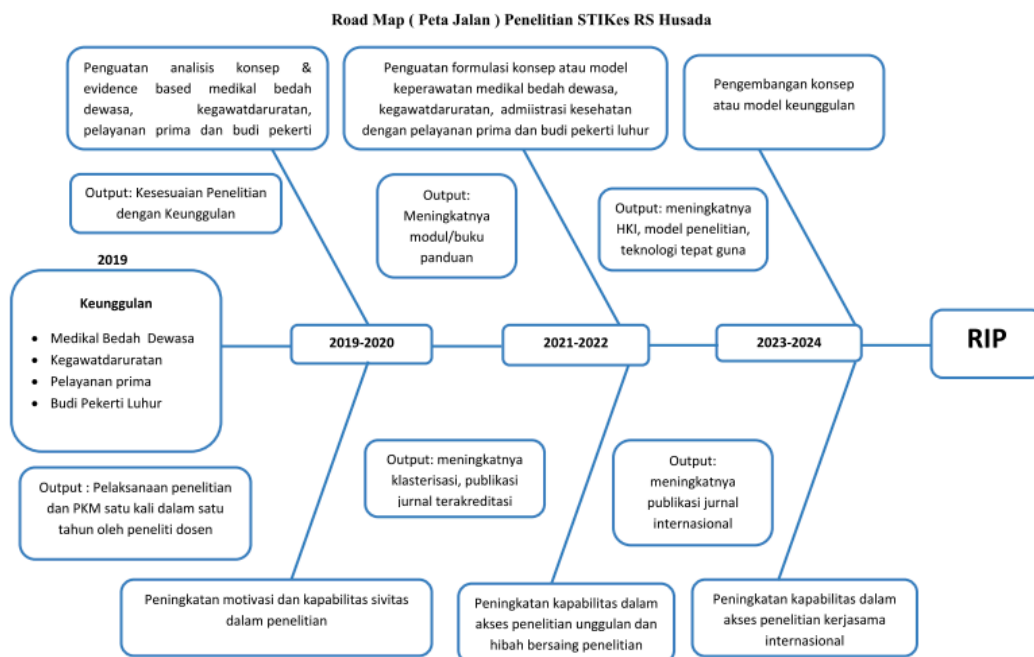 Road Map ( Peta Jalan ) Penelitian STIKes RS Husada
Penguatan analisis konsep &
evidence based medikal bedah
dewasa, kegawatdaruratan,
pelayanan prima dan budi pekerti
Penguatan formulasi konsep atau model
keperawatan medikal bedah dewasa,
kegawatdaruratan, admiistrasi kesehatan
dengan pelayanan prima dan budi pekerti luhur
Pengembangan konsep
atau model keunggulan
Output: Kesesuaian Penelitian
dengan Keunggulan
Output:
Meningkatnya
modul/buku
panduan
Output: meningkatnya
HKI, model penelitian,
teknologi tepat guna
2019
Keunggulan
• Medikal Bedah Dewasa
• Kegawatdaruratan
• Pelayanan prima
• Budi Pekerti Luhur
2019-2020
2021-2022
2023-2024
RIP
Output : Pelaksanaan penelitian
dan PKM satu kali dalam satu
tahun oleh peneliti dosen
Output: meningkatnya
klasterisasi, publikasi
jurnal terakreditasi
Output:
meningkatnya
publikasi jurnal
internasional
Peningkatan motivasi dan kapabilitas sivitas
dalam penelitian
Peningkatan kapabilitas dalam
akses penelitian unggulan dan
hibah bersaing penelitian
Peningkatan kapabilitas dalam
akses penelitian kerjasama
internasional